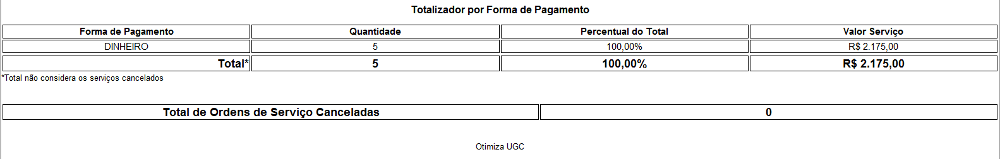 Totalizador por Forma de Pagamento
Forma de Pagamento Quantidade Percentual do Total Valor Serviço
DINHEIRO 5 100,00% R$ 2.175,00
Total* 5 100,00% R$ 2.175,00
*Total não considera os serviços cancelados
Total de Ordens de Serviço Canceladas 0
Otimiza UGC